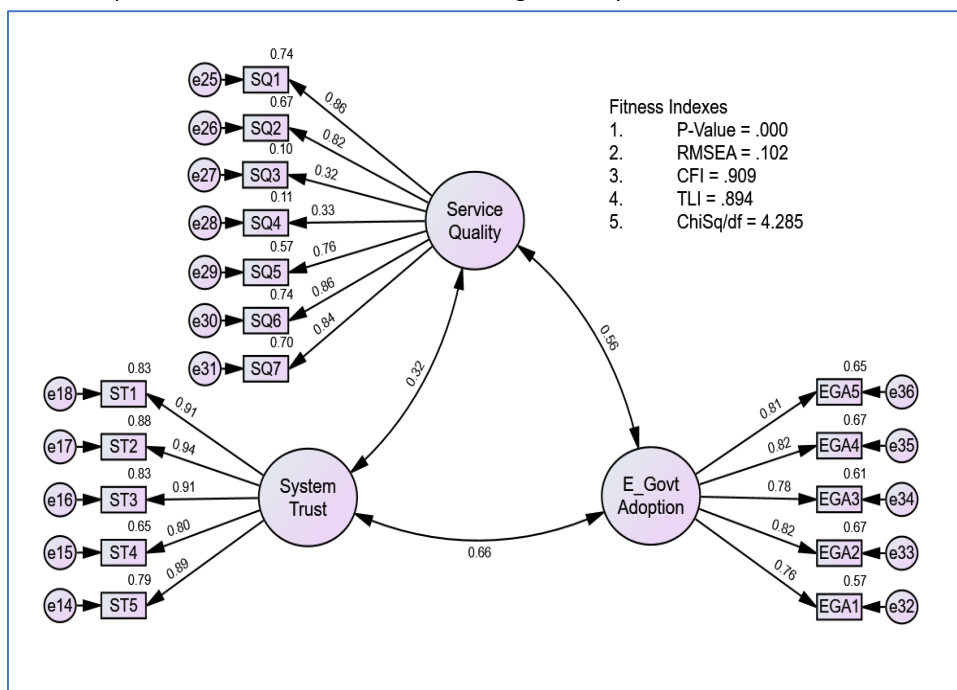 0.74
e25 SQ1
0.86
0.67
e26 SQ2
0.82
0.10
e27 SQ3
0.32
0.11
e28 SQ4
0.33
0.57
e29 SQ5
0.76
0.74
e30 SQ6
0.86
0.70
e31 SQ7
0.84
Service
Quality
Fitness Indexes
1. P-Value = .000
2. RMSEA = .102
3. CFI = .909
4. TLI = .894
5. ChiSq/df = 4.285
0.32
0.56
0.83
e18 ST1
0.91
0.88
e17 ST2
0.94
0.83
e16 ST3
0.91
0.65
e15 ST4
0.80
0.79
e14 ST5
0.89
System
Trust
0.66
E_Govt
Adoption
0.65
0.81
EGA5 e36
0.67
0.82
EGA4 e35
0.61
0.78
EGA3 e34
0.67
0.82
EGA2 e33
0.57
0.76
EGA1 e32